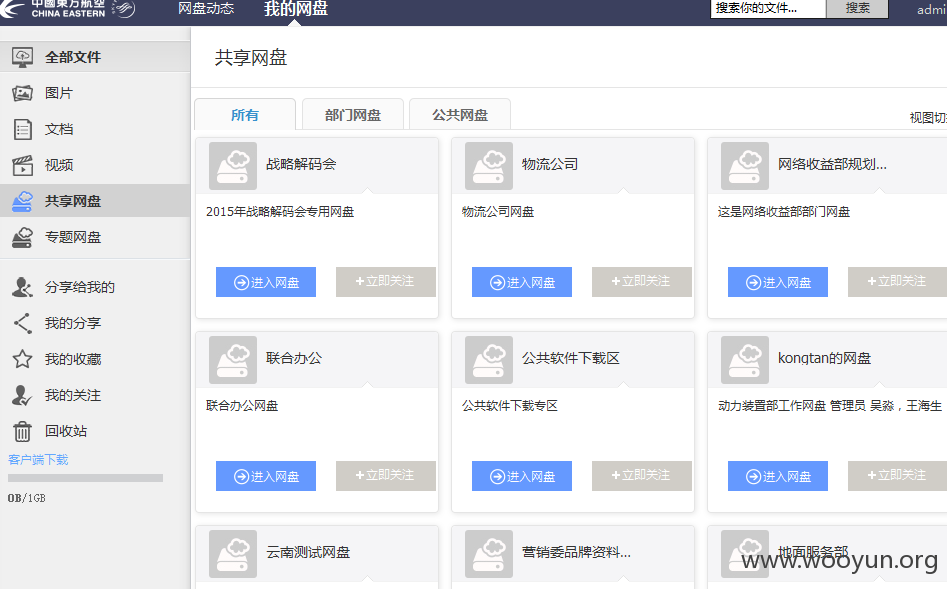 中國東方航空
CHINA EASTERN
网盘动态
我的网盘
搜索你的文件...
搜索
admi
全部文件
图片
文档
视频
共享网盘
专题网盘
分享给我的
我的分享
我的收藏
我的关注
回收站
客户端下载
0B/1GB
共享网盘
所有
部门网盘
公共网盘
视图切
战略解码会
2015年战略解码会专用网盘
进入网盘
+立即关注
物流公司
物流公司网盘
进入网盘
+立即关注
网络收益部规划...
这是网络收益部部门网盘
进入网盘
+立即关注
联合办公
联合办公网盘
进入网盘
+立即关注
公共软件下载区
公共软件下载专区
进入网盘
+立即关注
kongtan的网盘
动力装置部工作网盘 管理员 吴淼，王海生
进入网盘
+立即关注
云南测试网盘
营销委品牌资料...
地面服务部
www.wooyun.org